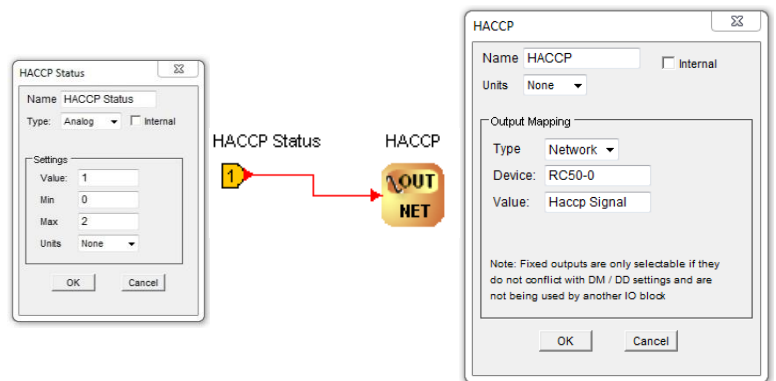 HACCP Status
Name HACCP Status
Type: Analog Internal
Settings
Value: 1
Min 0
Max 2
Units None
OK Cancel
HACCP Status
1
HACCP
OUT
NET
HACCP
Name HACCP Internal
Units None
Output Mapping
Type Network
Device: RC50-0
Value: Haccp Signal
Note: Fixed outputs are only selectable if they
do not conflict with DM / DD settings and are
not being used by another IO block
OK Cancel